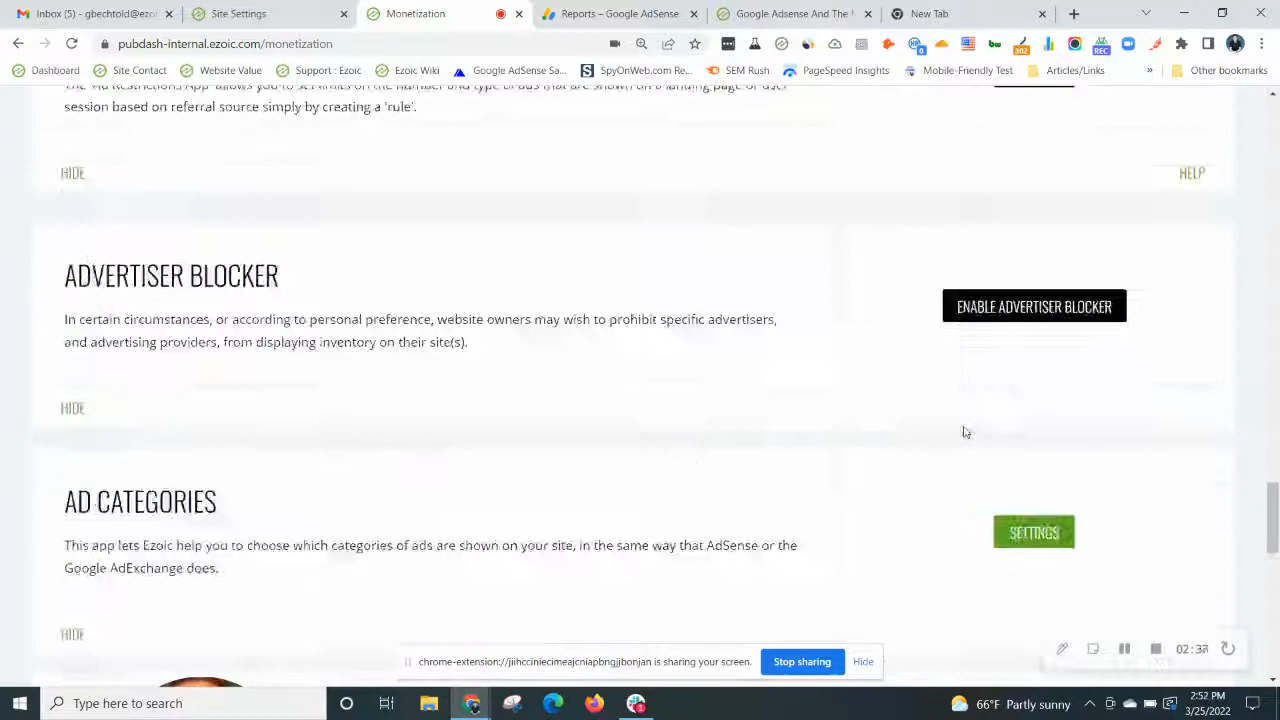 Inbox (5) - gbechtold@ezoi
Site Settings
Monetization
Reports – Google AdSense
Google Adsense And The
New Tab
pubdash-internal.ezoic.com/monetization
Dashboard
Site Contact
Website Value
Support : Ezoic
Ezoic Wiki
Google AdSense Sa...
SpyOnWeb.com Re...
SEM Rush
PageSpeed Insights
Mobile-Friendly Test
Articles/Links
»
Other bookmarks
session based on referral source simply by creating a 'rule'.
HIDE
HELP
ADVERTISER BLOCKER
ENABLE ADVERTISER BLOCKER
In certain circumstances, or according to personal preference, website owners may wish to prohibit specific advertisers,
and advertising providers, from displaying inventory on their site(s).
HIDE
AD CATEGORIES
SETTINGS
This app lets Ezoic help you to choose which categories of ads are shown on your site, in the same way that AdSense or the
Google AdExchange does.
HIDE
chrome-extension://jiihcciniecimeajcniapbngjjbonjan is sharing your screen.
Stop sharing
Hide
02:37
Type here to search
66°F Partly sunny
2:52 PM
3/25/2022